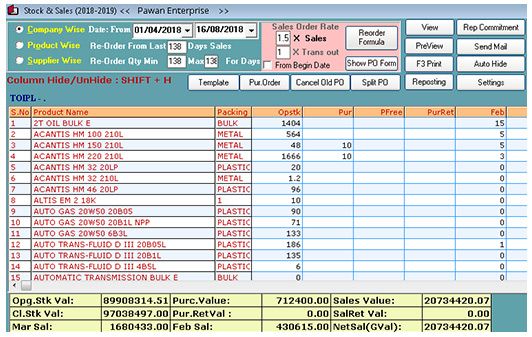 Stock & Sales (2018-2019) << Pawan Enterprise >>
Company Wise Date: From 01/04/2018 - 16/08/2018
Product Wise Re-Order From Last 138 Days Sales
Supplier Wise Re-Order Qty Min 138 Max 138 For Days
Sales Order Rate
1.5 X Sales
1 X Trans out
From Begin Date
Reorder Formula
Show PO Form
View
Rep Commitment
PreView
Send Mail
F3 Print
Auto Hide
Column Hide/UnHide : SHIFT + H
Template
Pur.Order
Cancel Old PO
Split PO
Reporting
Settings
TOIPL - .
S.No Product Name Packing Opstk Pur PFree PurRet Feb
1 2T OIL BULK E BULK 1404 15
2 ACANTIS HM 100 210L METAL 564 5
3 ACANTIS HM 150 210L METAL 48 10 5
4 ACANTIS HM 220 210L METAL 1666 10 3
5 ACANTIS HM 32 20LP PLASTIC 20 0
6 ACANTIS HM 32 210L METAL 1.2 0
7 ACANTIS HM 46 20LP PLASTIC 96 0
8 ALTIS EM 2 18K 1 10 0
9 AUTO GAS 20W50 20B05 PLASTIC 90 0
10 AUTO GAS 20W50 20B1L NPP PLASTIC 71 0
11 AUTO GAS 20W50 6B3L PLASTIC 133 0
12 AUTO TRANS-FLUID D III 20B05L PLASTIC 186 1
13 AUTO TRANS-FLUID D III 20B1L PLASTIC 135 0
14 AUTO TRANS-FLUID D III 4B5L PLASTIC 6 0
15 AUTOMATIC TRANSMISSION BULK E BULK 0 0
Opg.Stk Val: 89908314.51 Purc.Value: 712400.00 Sales Value: 20734420.07
Cl.Stk Val: 97038497.00 Pur.RetVal : 0.00 SalRet Val: 0.00
Mar Sal: 1680433.00 Feb Sal: 430615.00 NetSal(GVal): 20734420.07